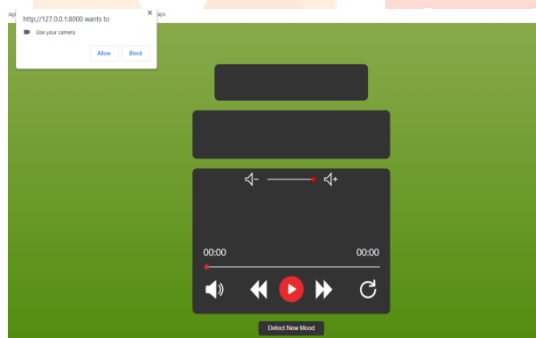 aps
http://127.0.0.1:8000 wants to
Use your camera
Allow Block
00:00 00:00
Detect New Mood